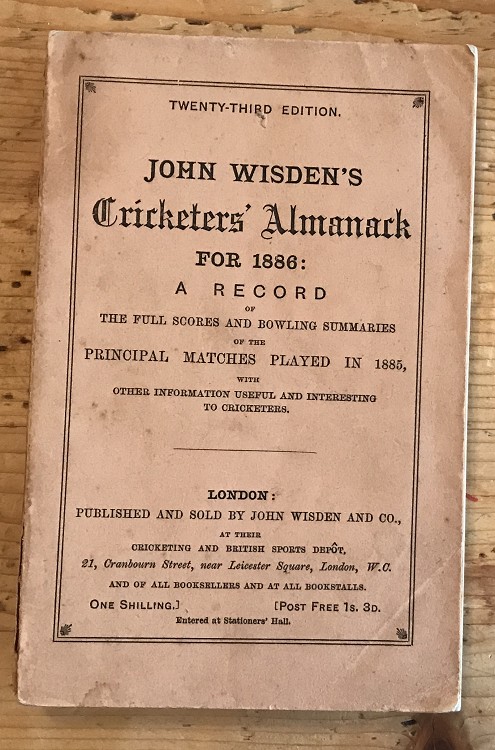 TWENTY-THIRD EDITION.
JOHN WISDEN'S
Cricketers' Almanack
FOR 1886:
A RECORD
OF
THE FULL SCORES AND BOWLING SUMMARIES
OF THE
PRINCIPAL MATCHES PLAYED IN 1885,
WITH
OTHER INFORMATION USEFUL AND INTERESTING
TO CRICKETERS.
LONDON:
PUBLISHED AND SOLD BY JOHN WISDEN AND CO.,
AT THEIR
CRICKETING AND BRITISH SPORTS DEPÔT,
21, Cranbourn Street, near Leicester Square, London, W.C.
AND OF ALL BOOKSELLERS AND AT ALL BOOKSTALLS.
ONE SHILLING.] [POST FREE 1S. 3D.
Entered at Stationers' Hall.